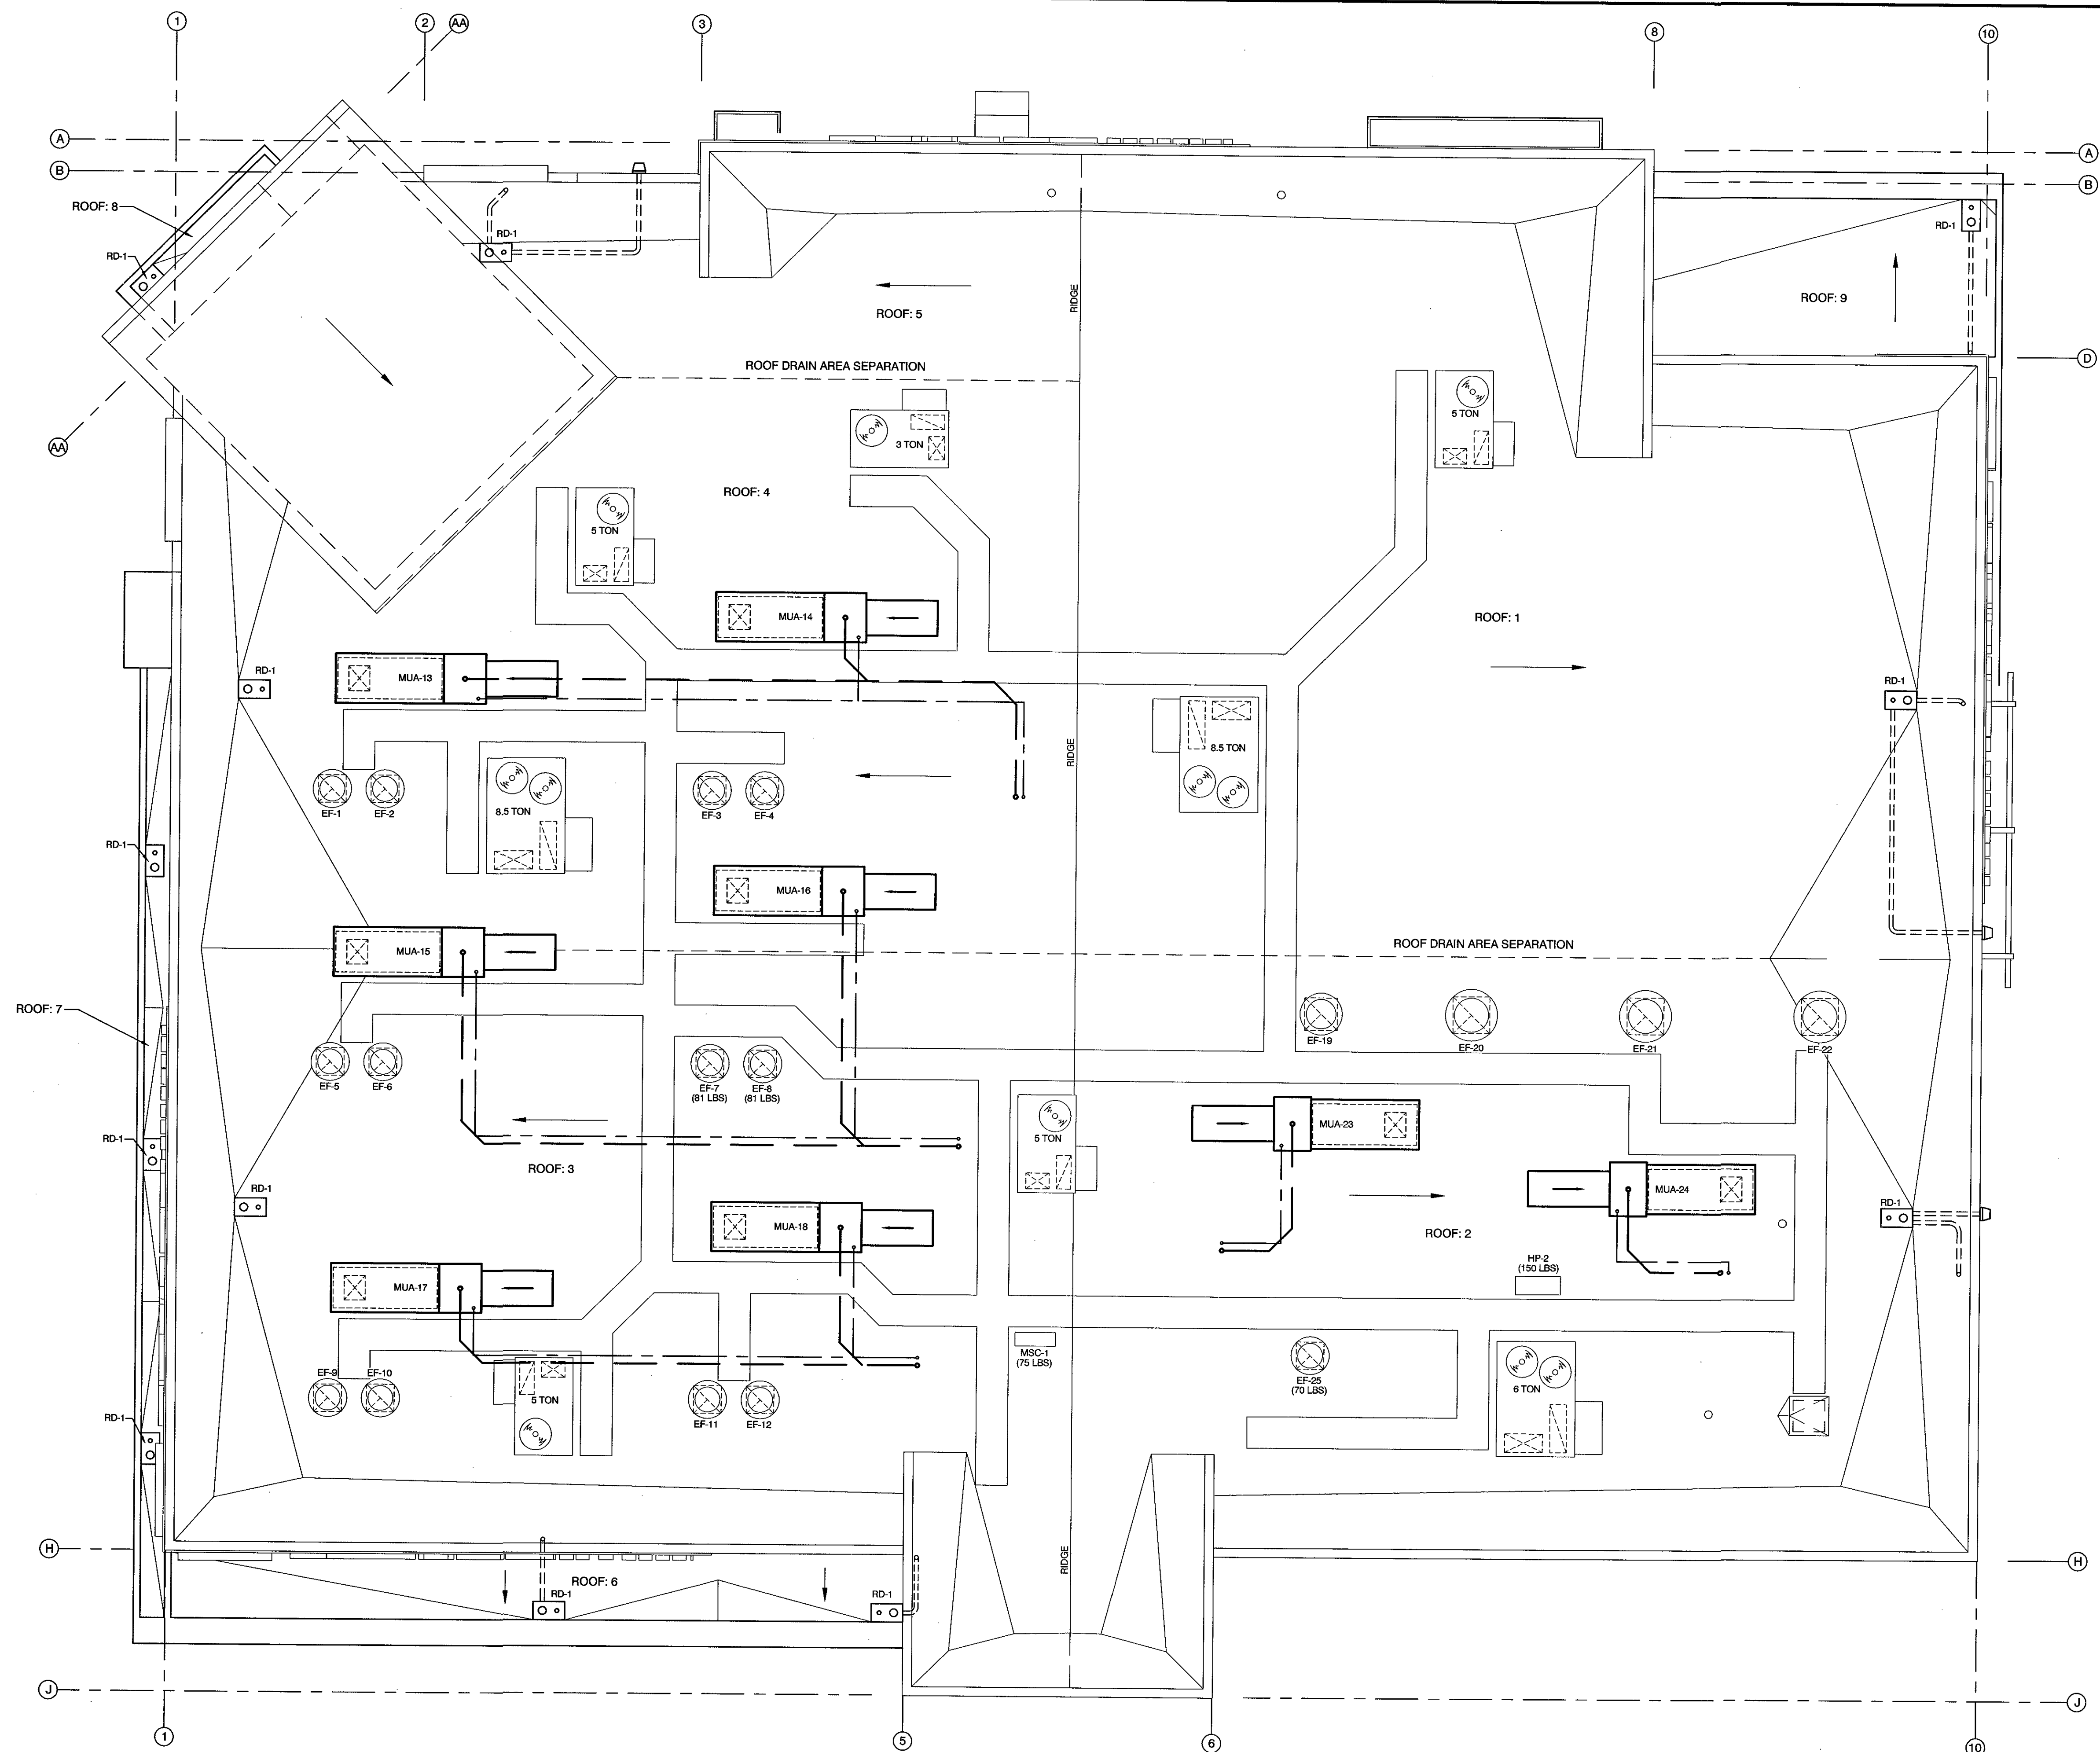 1
2
AA
3
8
10
A
B
A
B
ROOF: 8
RD-1
RD-1
RD-1
ROOF: 9
ROOF: 5
RIDGE
ROOF DRAIN AREA SEPARATION
D
AA
3 TON
5 TON
ROOF: 4
5 TON
MUA-14
ROOF: 1
MUA-13
RD-1
RD-1
8.5 TON
RIDGE
EF-1
EF-2
8.5 TON
EF-3
EF-4
RD-1
MUA-16
MUA-15
ROOF DRAIN AREA SEPARATION
ROOF: 7
EF-19
EF-20
EF-21
EF-22
EF-5
EF-6
EF-7
(81 LBS)
EF-8
(81 LBS)
5 TON
MUA-23
RD-1
ROOF: 3
MUA-24
RD-1
RD-1
MUA-18
ROOF: 2
HP-2
(150 LBS)
MUA-17
MSC-1
(75 LBS)
EF-9
EF-10
5 TON
EF-11
EF-12
EF-25
(70 LBS)
6 TON
RD-1
H
H
RIDGE
ROOF: 6
RD-1
RD-1
J
J
1
5
6
10